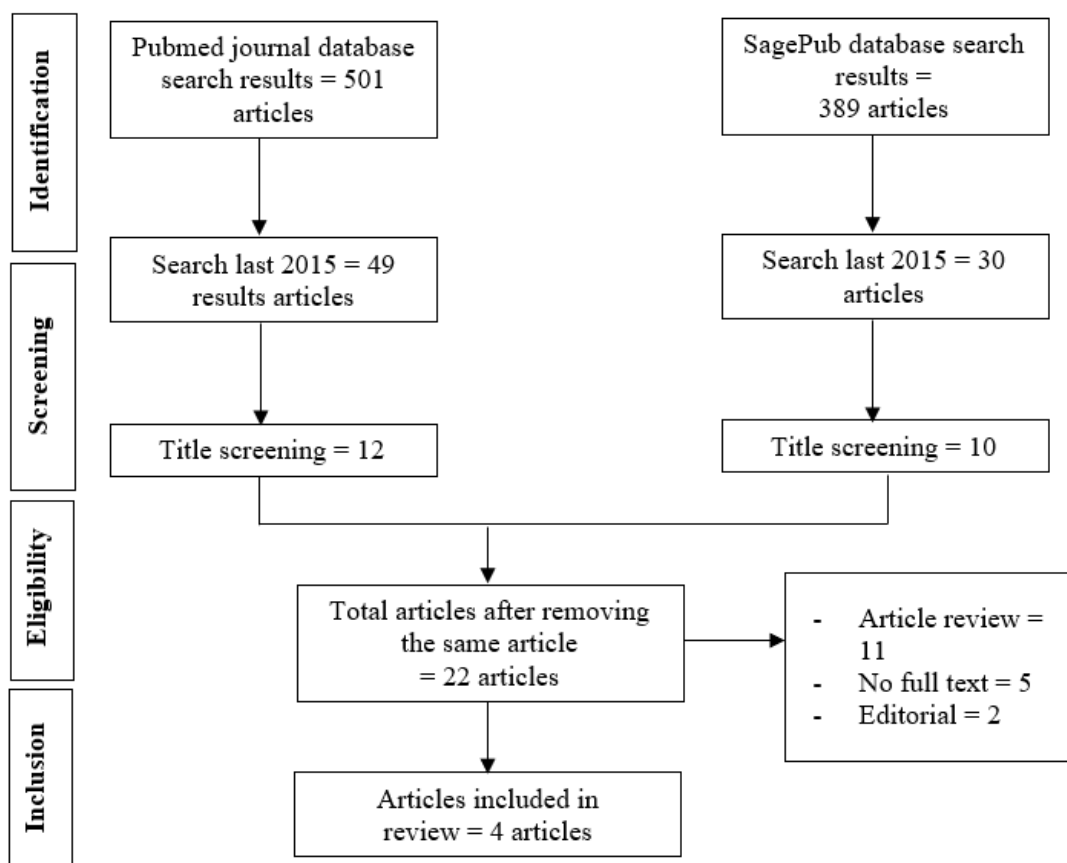 Identification
Pubmed journal database
search results = 501
articles
SagePub database search
results =
389 articles
Search last 2015 = 49
results articles
Search last 2015 = 30
articles
Screening
Title screening = 12
Title screening = 10
Eligibility
Total articles after removing
the same article
= 22 articles
- Article review =
11
- No full text = 5
- Editorial = 2
Inclusion
Articles included in
review = 4 articles